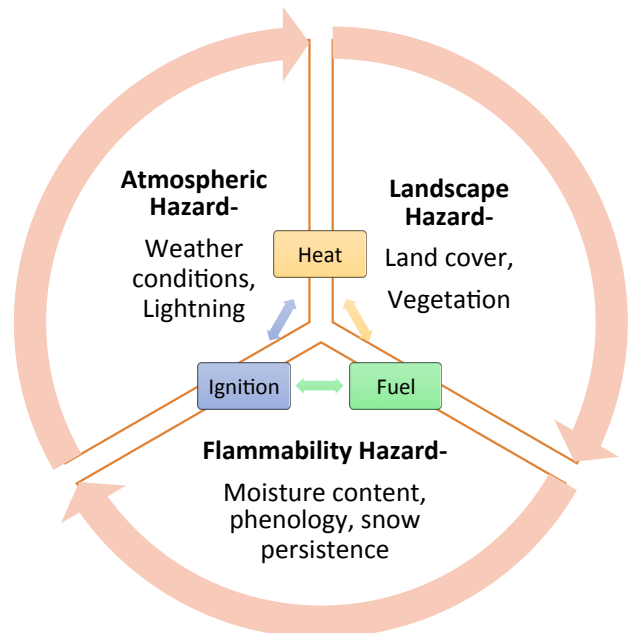 Atmospheric
Hazard-
Weather
conditions,
Lightning
Landscape
Hazard-
Land cover,
Vegetation
Heat
Ignition
Fuel
Flammability Hazard-
Moisture content,
phenology, snow
persistence